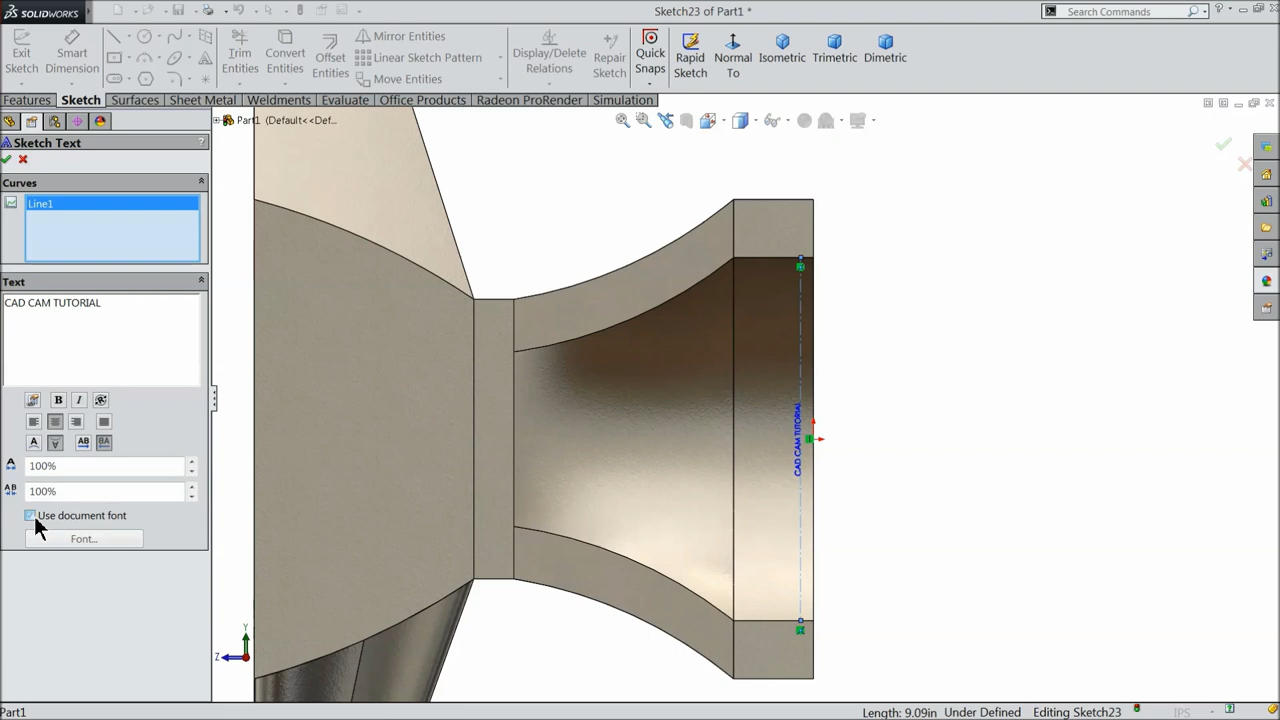 SOLIDWORKS
Sketch23 of Part1 *
Search Commands
Exit Sketch
Smart Dimension
Trim Entities
Convert Entities
Offset Entities
Mirror Entities
Linear Sketch Pattern
Move Entities
Display/Delete Relations
Repair Sketch
Quick Snaps
Rapid Sketch
Normal To
Isometric
Trimetric
Dimetric
Features Sketch Surfaces Sheet Metal Weldments Evaluate Office Products Radeon ProRender Simulation
Part1 (Default<<Def...
Sketch Text
?
Curves
Line1
Text
CAD CAM TUTORIAL
B I
A A AB BA
A 100%
AB 100%
Use document font
Font...
CAD CAM TUTORIAL
Y
Z
Part1
Length: 9.09in Under Defined Editing Sketch23 IPS